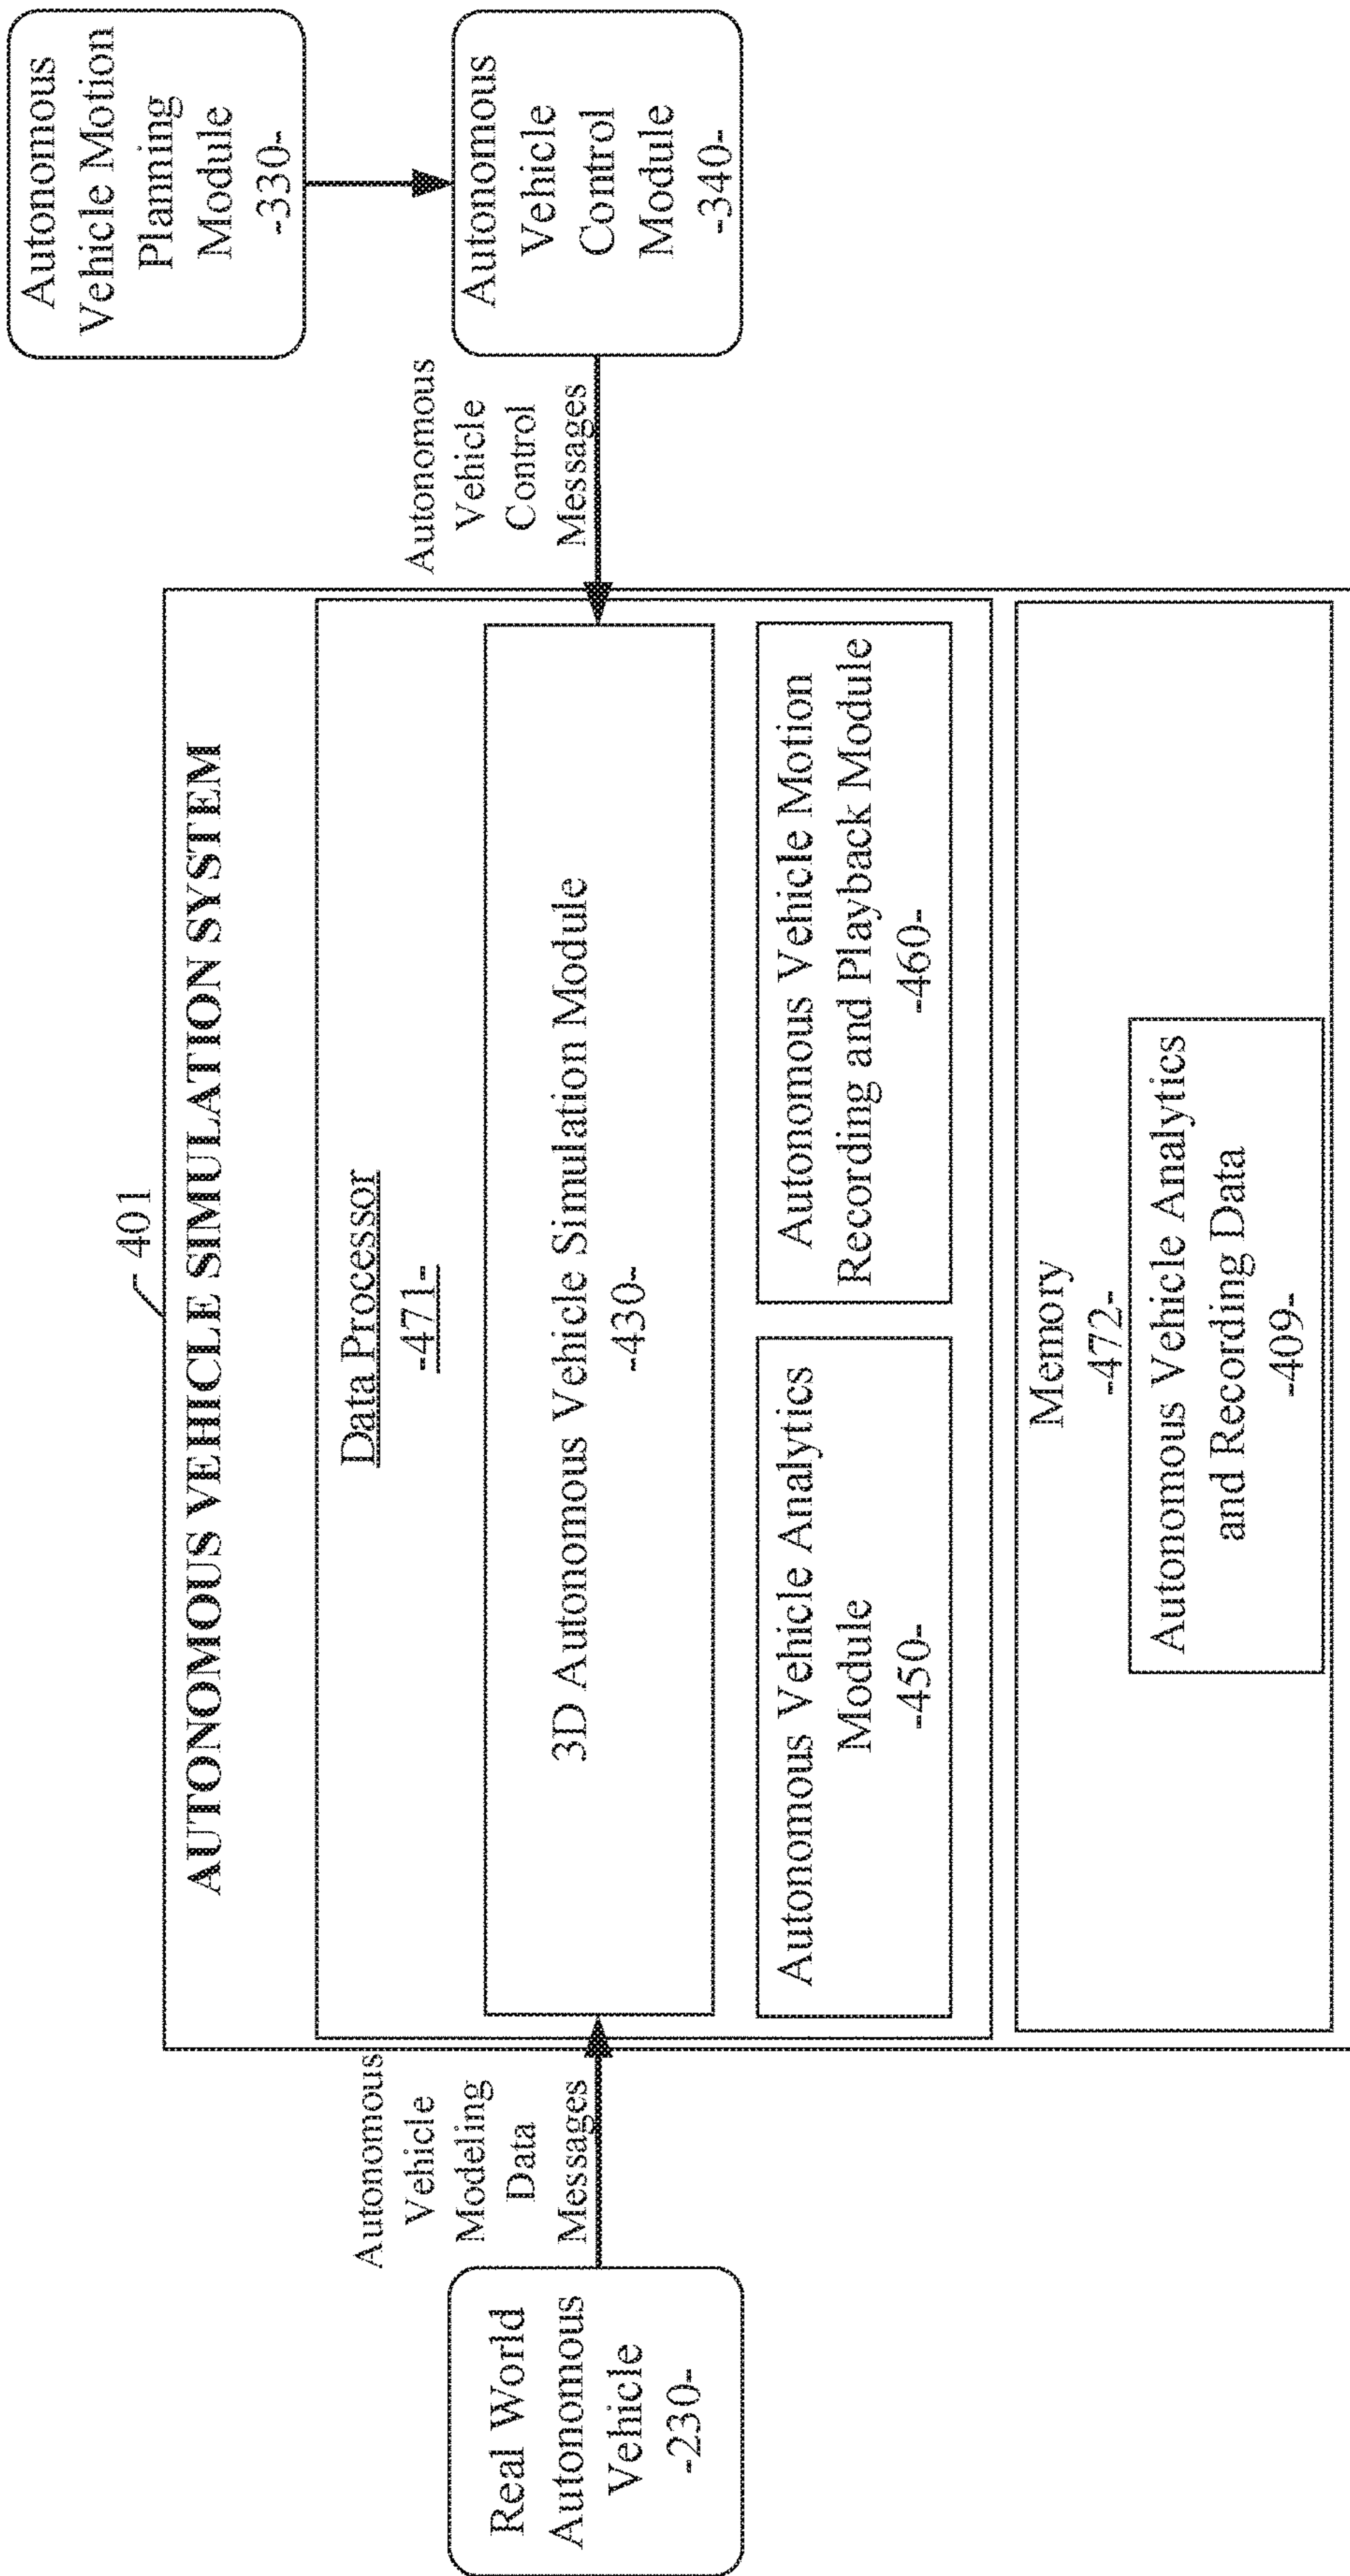 401
AUTONOMOUS VEHICLE SIMULATION SYSTEM
Real World
Autonomous
Vehicle
-230-
Autonomous
Vehicle
Modeling
Data
Messages
Data Processor
-471-
3D Autonomous Vehicle Simulation Module
-430-
Autonomous Vehicle Analytics
Module
-450-
Autonomous Vehicle Motion
Recording and Playback Module
-460-
Memory
-472-
Autonomous Vehicle Analytics
and Recording Data
-409-
Autonomous
Vehicle
Control
Messages
Autonomous
Vehicle Motion
Planning
Module
-330-
Autonomous
Vehicle
Control
Module
-340-